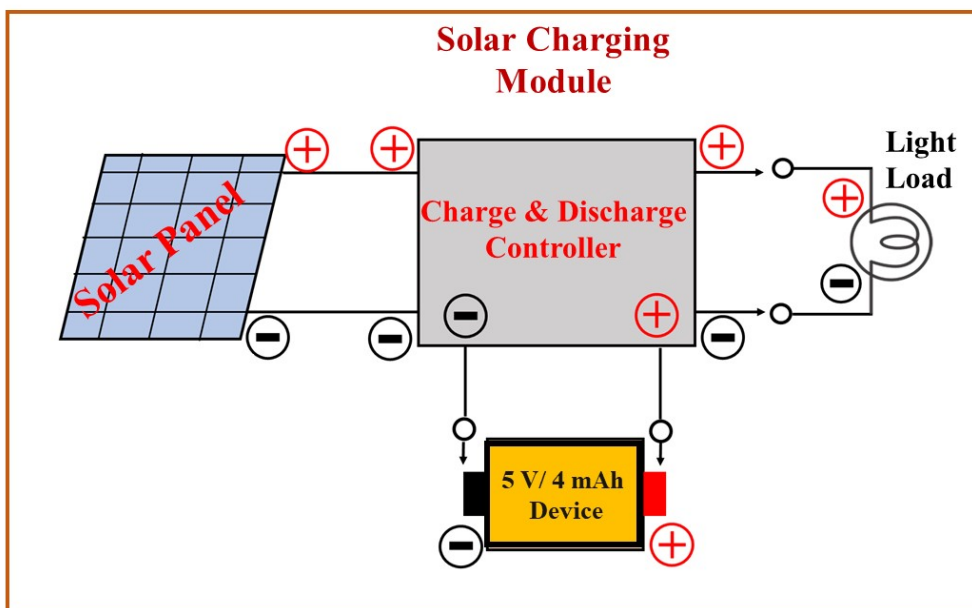 Solar Charging
Module
Solar Panel
Charge & Discharge
Controller
Light
Load
5 V/ 4 mAh
Device